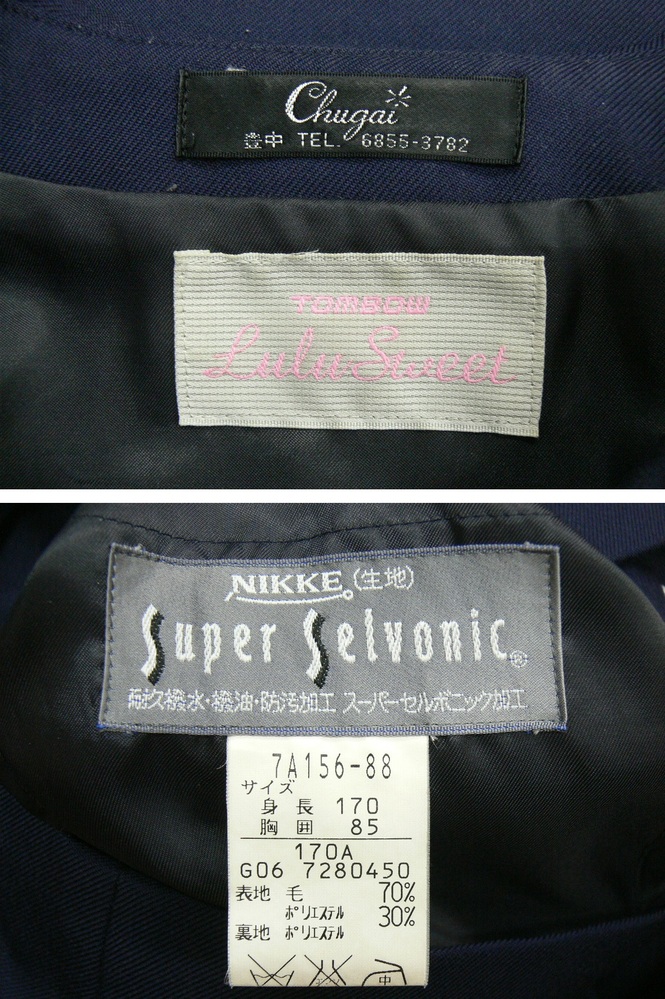 Chugai
豊中 TEL. 6855-3782
TOMBOW
Lulu Sweet
NIKKE (生地)
Super Selvonic®
耐久撥水・撥油・防汚加工 スーパーセルボニック加工
7A156-88
サイズ
身長 170
胸囲 85
170A
G06 7280450
表地 毛 70%
ポリエステル 30%
裏地 ポリエステル
中